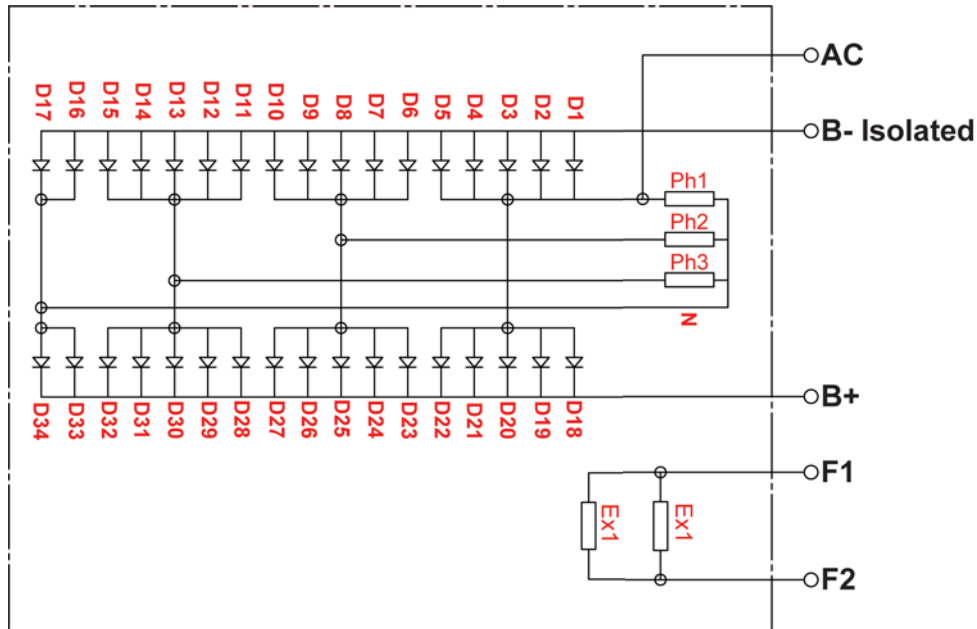 AC
D17 D16 D15 D14 D13 D12 D11 D10 D9 D8 D7 D6 D5 D4 D3 D2 D1
B- Isolated
Ph1
Ph2
Ph3
N
B+
D34 D33 D32 D31 D30 D29 D28 D27 D26 D25 D24 D23 D22 D21 D20 D19 D18
F1
Ex1 Ex1
F2